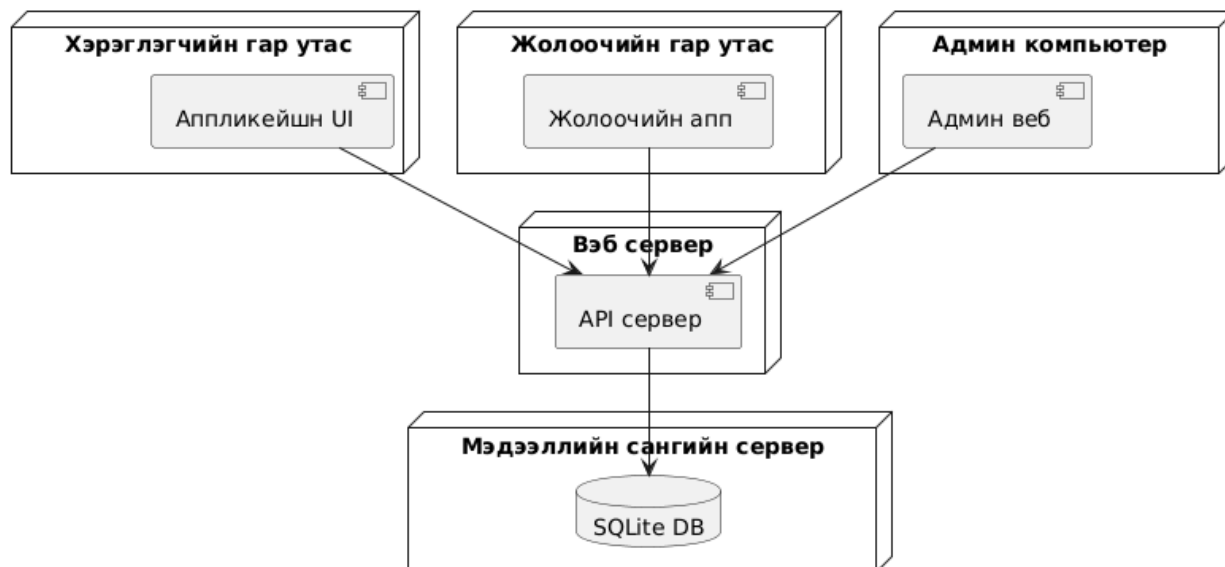 Хэрэглэгчийн гар утас
Аппликейшн UI
Жолоочийн гар утас
Жолоочийн апп
Админ компьютер
Админ веб
Вэб сервер
API сервер
Мэдээллийн сангийн сервер
SQLite DB